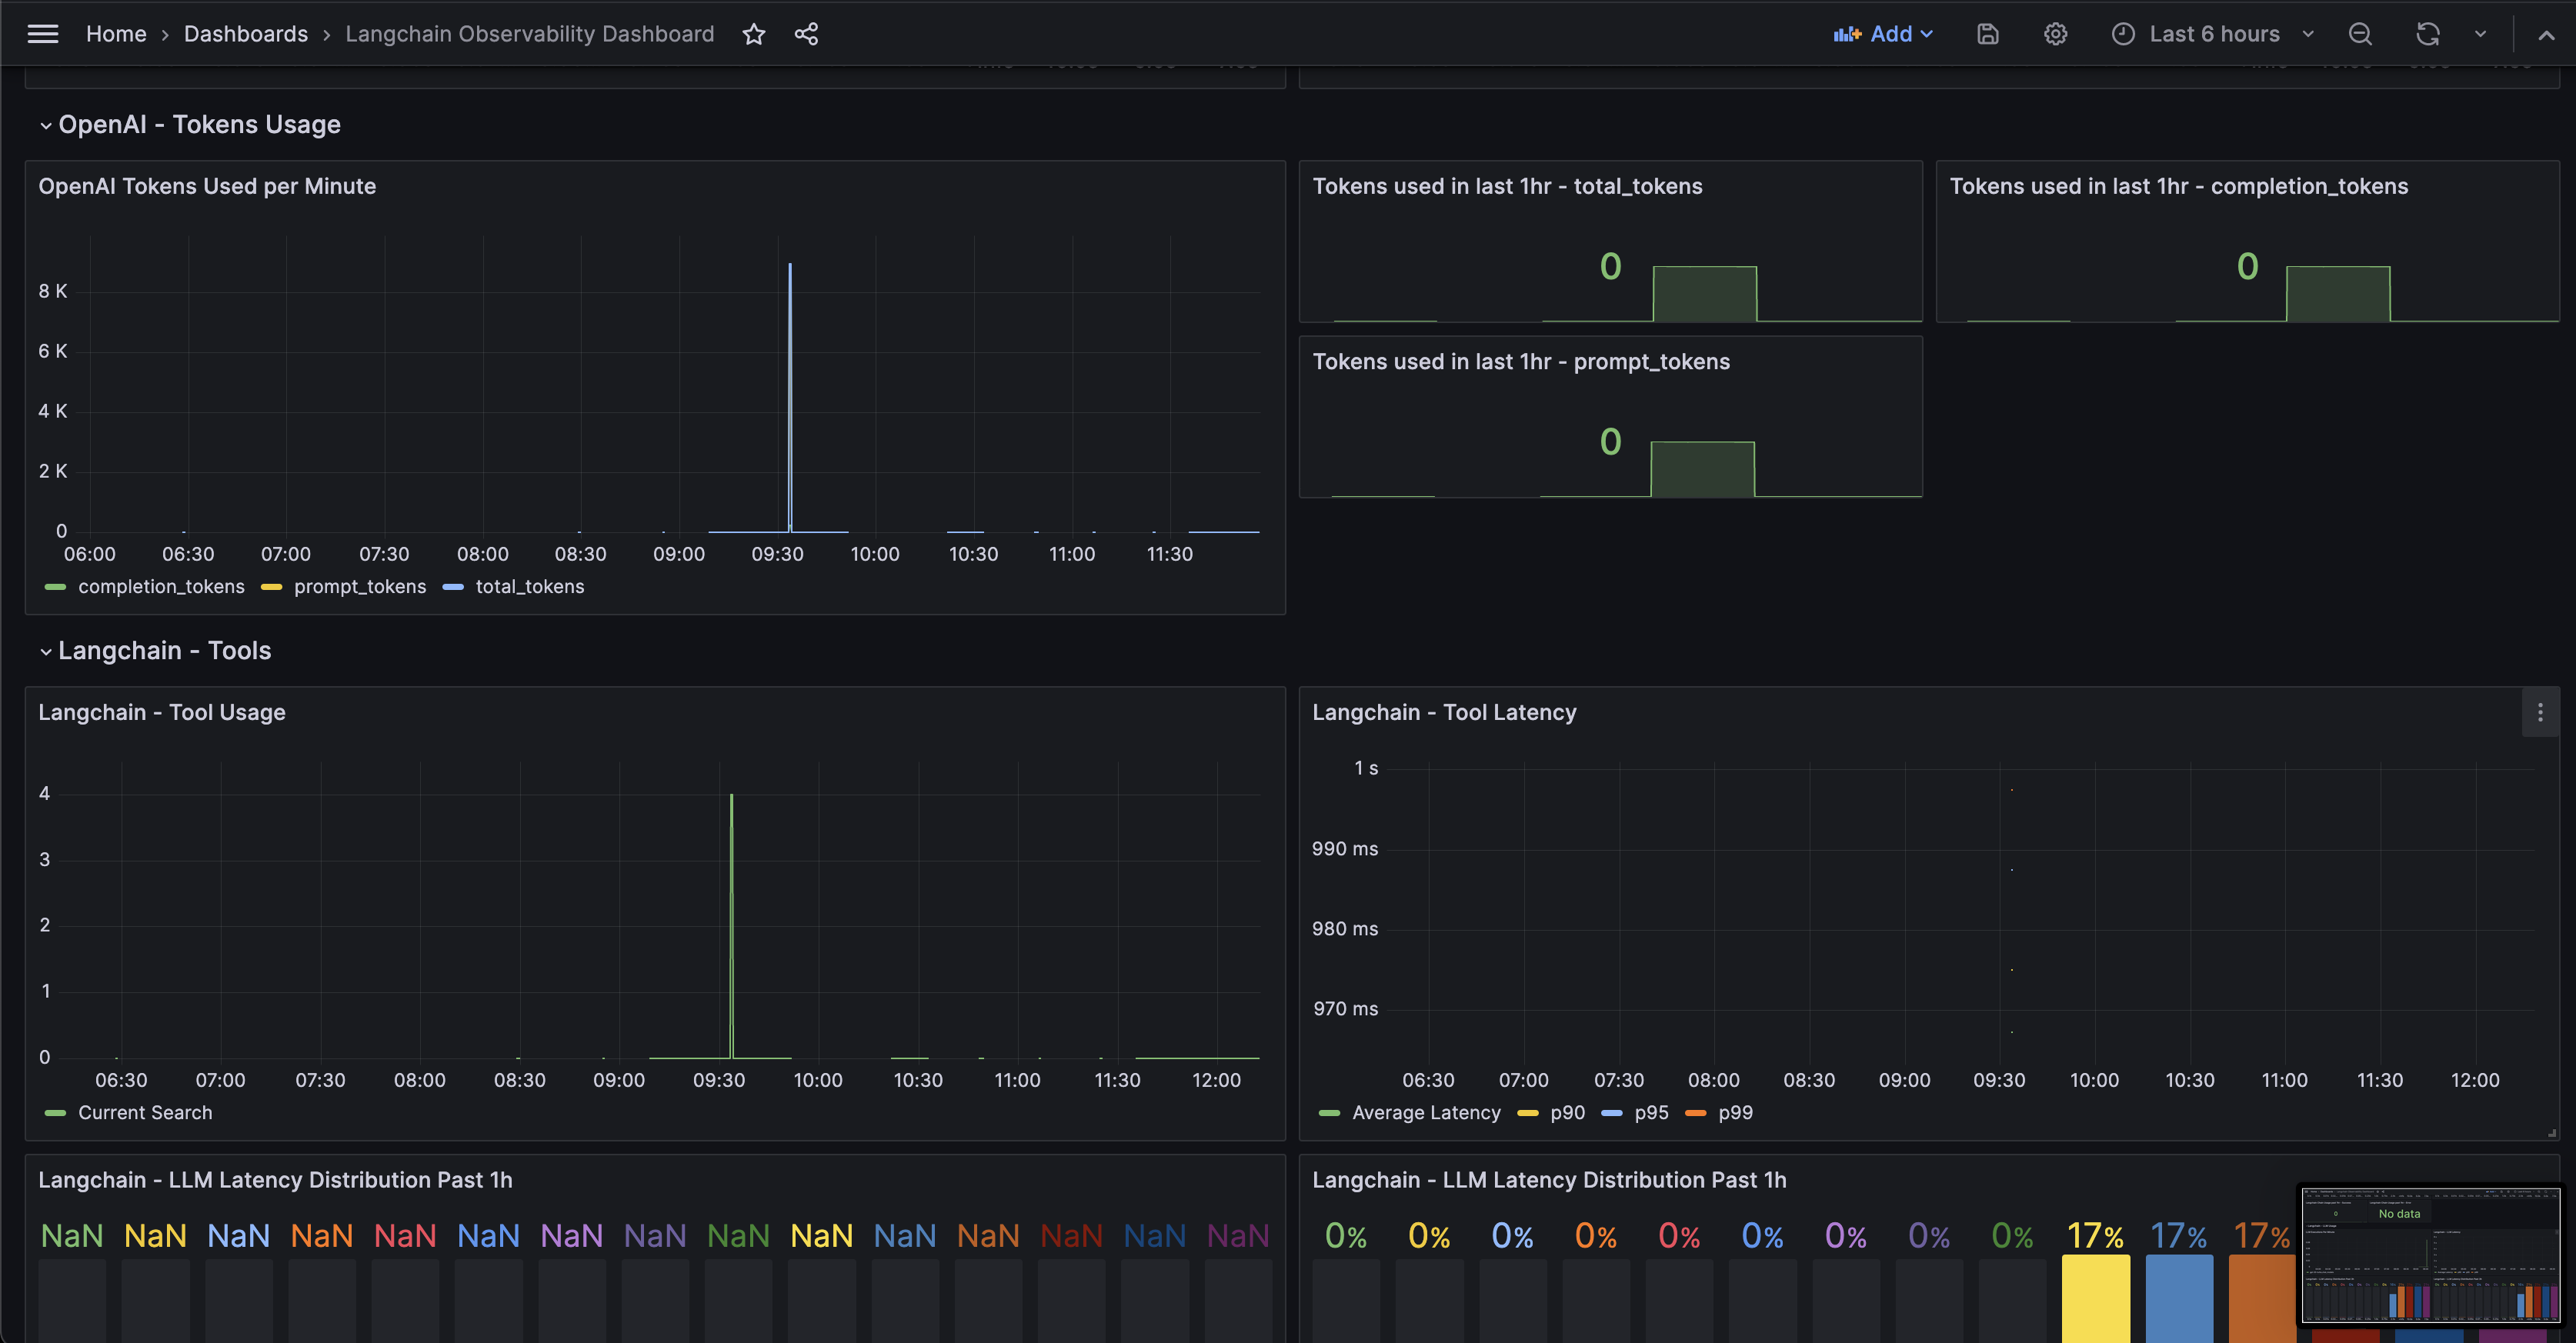 Home › Dashboards › Langchain Observability Dashboard
Add
Last 6 hours
OpenAI - Tokens Usage
OpenAI Tokens Used per Minute
8 K
6 K
4 K
2 K
0
06:00 06:30 07:00 07:30 08:00 08:30 09:00 09:30 10:00 10:30 11:00 11:30
completion_tokens prompt_tokens total_tokens
Tokens used in last 1hr - total_tokens
0
Tokens used in last 1hr - completion_tokens
0
Tokens used in last 1hr - prompt_tokens
0
Langchain - Tools
Langchain - Tool Usage
4
3
2
1
0
06:30 07:00 07:30 08:00 08:30 09:00 09:30 10:00 10:30 11:00 11:30 12:00
Current Search
Langchain - Tool Latency
1 s
990 ms
980 ms
970 ms
06:30 07:00 07:30 08:00 08:30 09:00 09:30 10:00 10:30 11:00 11:30 12:00
Average Latency p90 p95 p99
Langchain - LLM Latency Distribution Past 1h
NaN NaN NaN NaN NaN NaN NaN NaN NaN NaN NaN NaN NaN NaN NaN
Langchain - LLM Latency Distribution Past 1h
0% 0% 0% 0% 0% 0% 0% 0% 0% 17% 17% 17%
No data